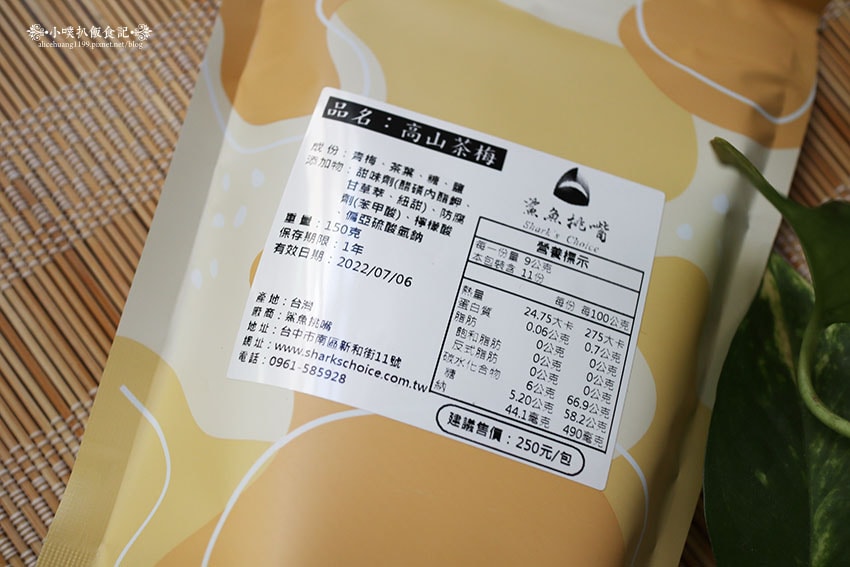 小噗扒飯食記
alicehuang1199.pixnet.net/blog
品名：高山茶梅
成份：青梅、茶葉、糖、鹽
添加物：甜味劑(醋磺內酯鉀、
甘草萃、紐甜)、防腐
劑(苯甲酸)、檸檬酸
、偏亞硫酸氫鈉
重量：150克
保存期限：1年
有效日期：2022/07/06
產地：台灣
廠商：鯊魚挑嘴
地址：台中市南區新和街11號
網址：www.sharkschoice.com.tw
電話：0961-585928
鯊魚挑嘴
Shark's Choice
營養標示
每一份量 9公克
本包裝含 11份
每份 每100公克
熱量 24.75大卡 275大卡
蛋白質 0.06公克 0.7公克
脂肪 0公克 0公克
飽和脂肪 0公克 0公克
反式脂肪 0公克 0公克
碳水化合物 6公克 66.9公克
糖 5.20公克 58.2公克
鈉 44.1毫克 490毫克
建議售價：250元/包